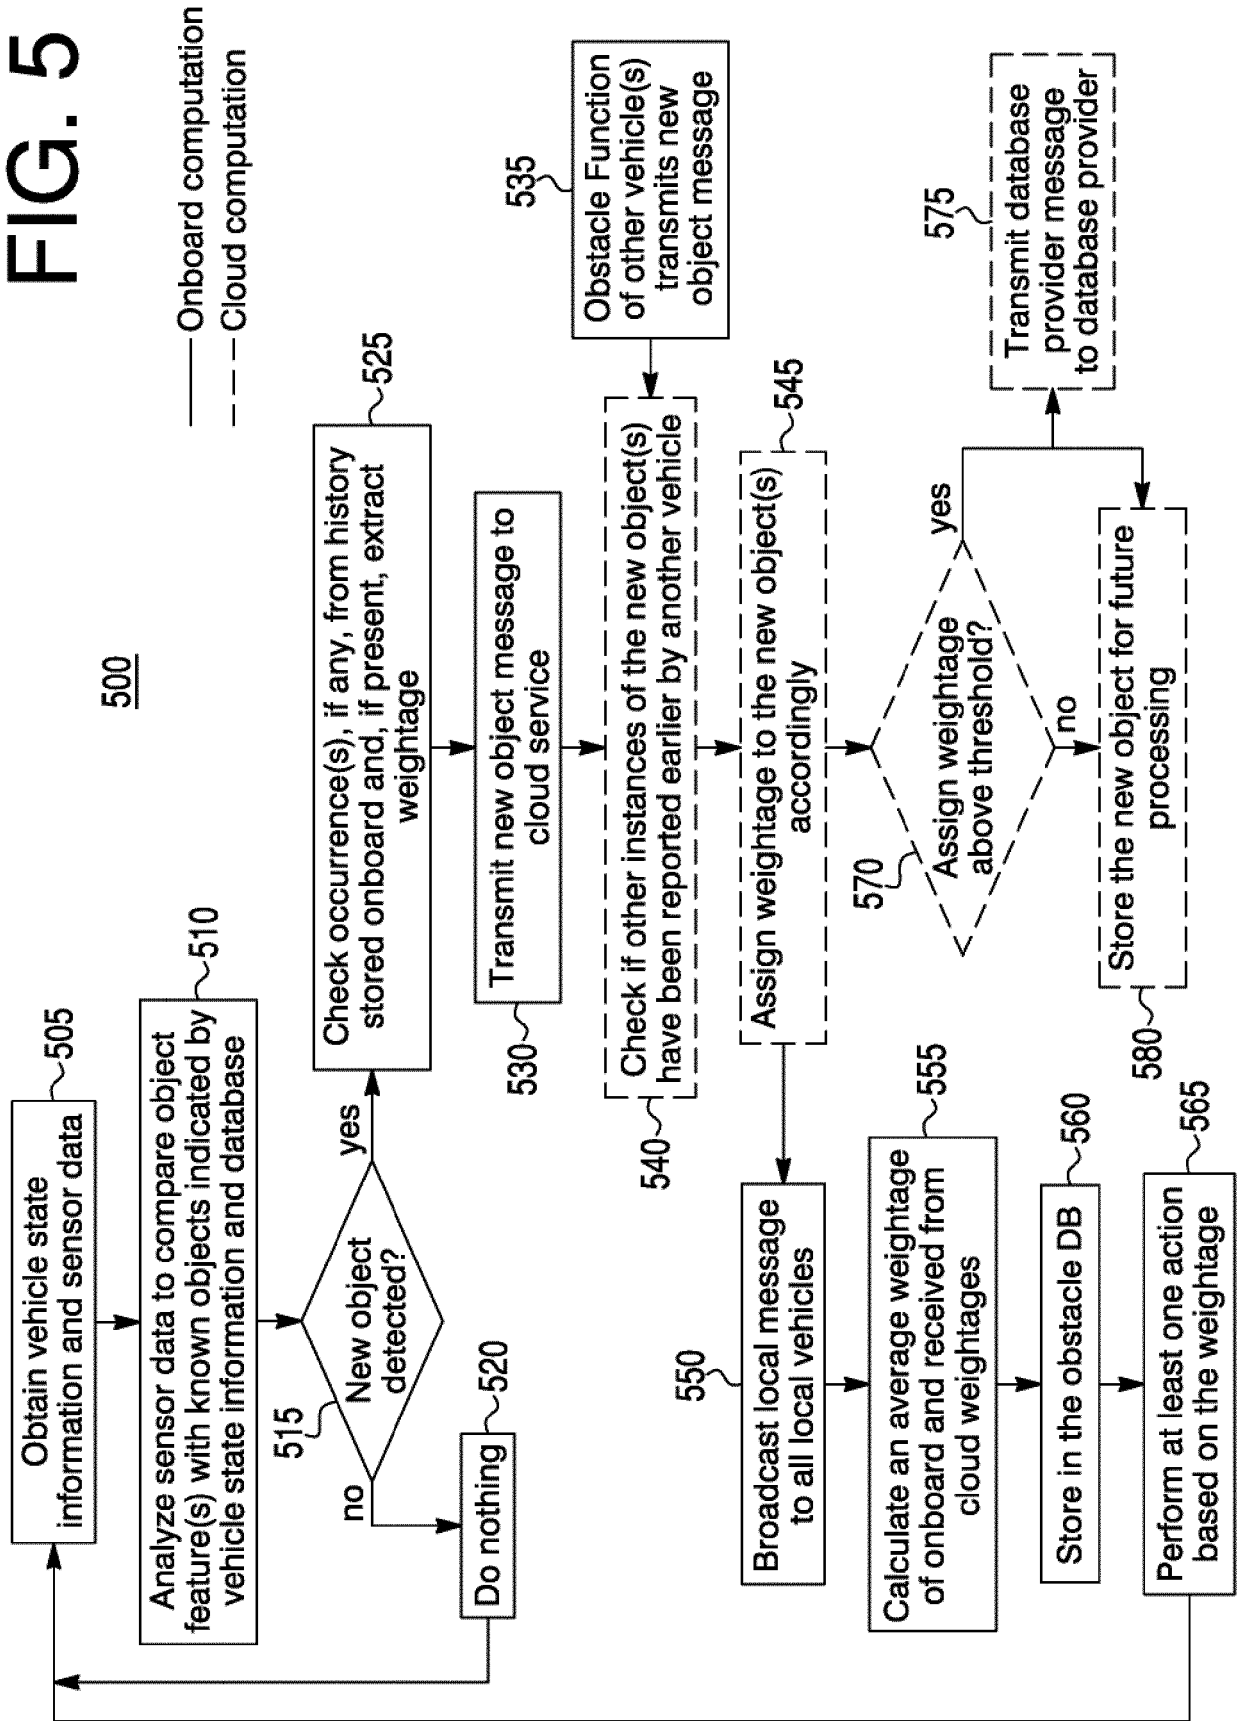 FIG. 5
500
Onboard computation
Cloud computation
Obtain vehicle state
information and sensor data
505
Analyze sensor data to compare object
feature(s) with known objects indicated by
vehicle state information and database
510
New object
detected?
515
no
yes
Do nothing
520
Check occurrence(s), if any, from history
stored onboard and, if present, extract
weightage
525
Transmit new object message to
cloud service
530
Obstacle Function
of other vehicle(s)
transmits new
object message
535
Check if other instances of the new object(s)
have been reported earlier by another vehicle
540
Assign weightage to the new object(s)
accordingly
545
Broadcast local message
to all local vehicles
550
Calculate an average weightage
of onboard and received from
cloud weightages
555
Store in the obstacle DB
560
Perform at least one action
based on the weightage
565
Assign weightage
above threshold?
570
yes
no
Transmit database
provider message
to database provider
575
Store the new object for future
processing
580